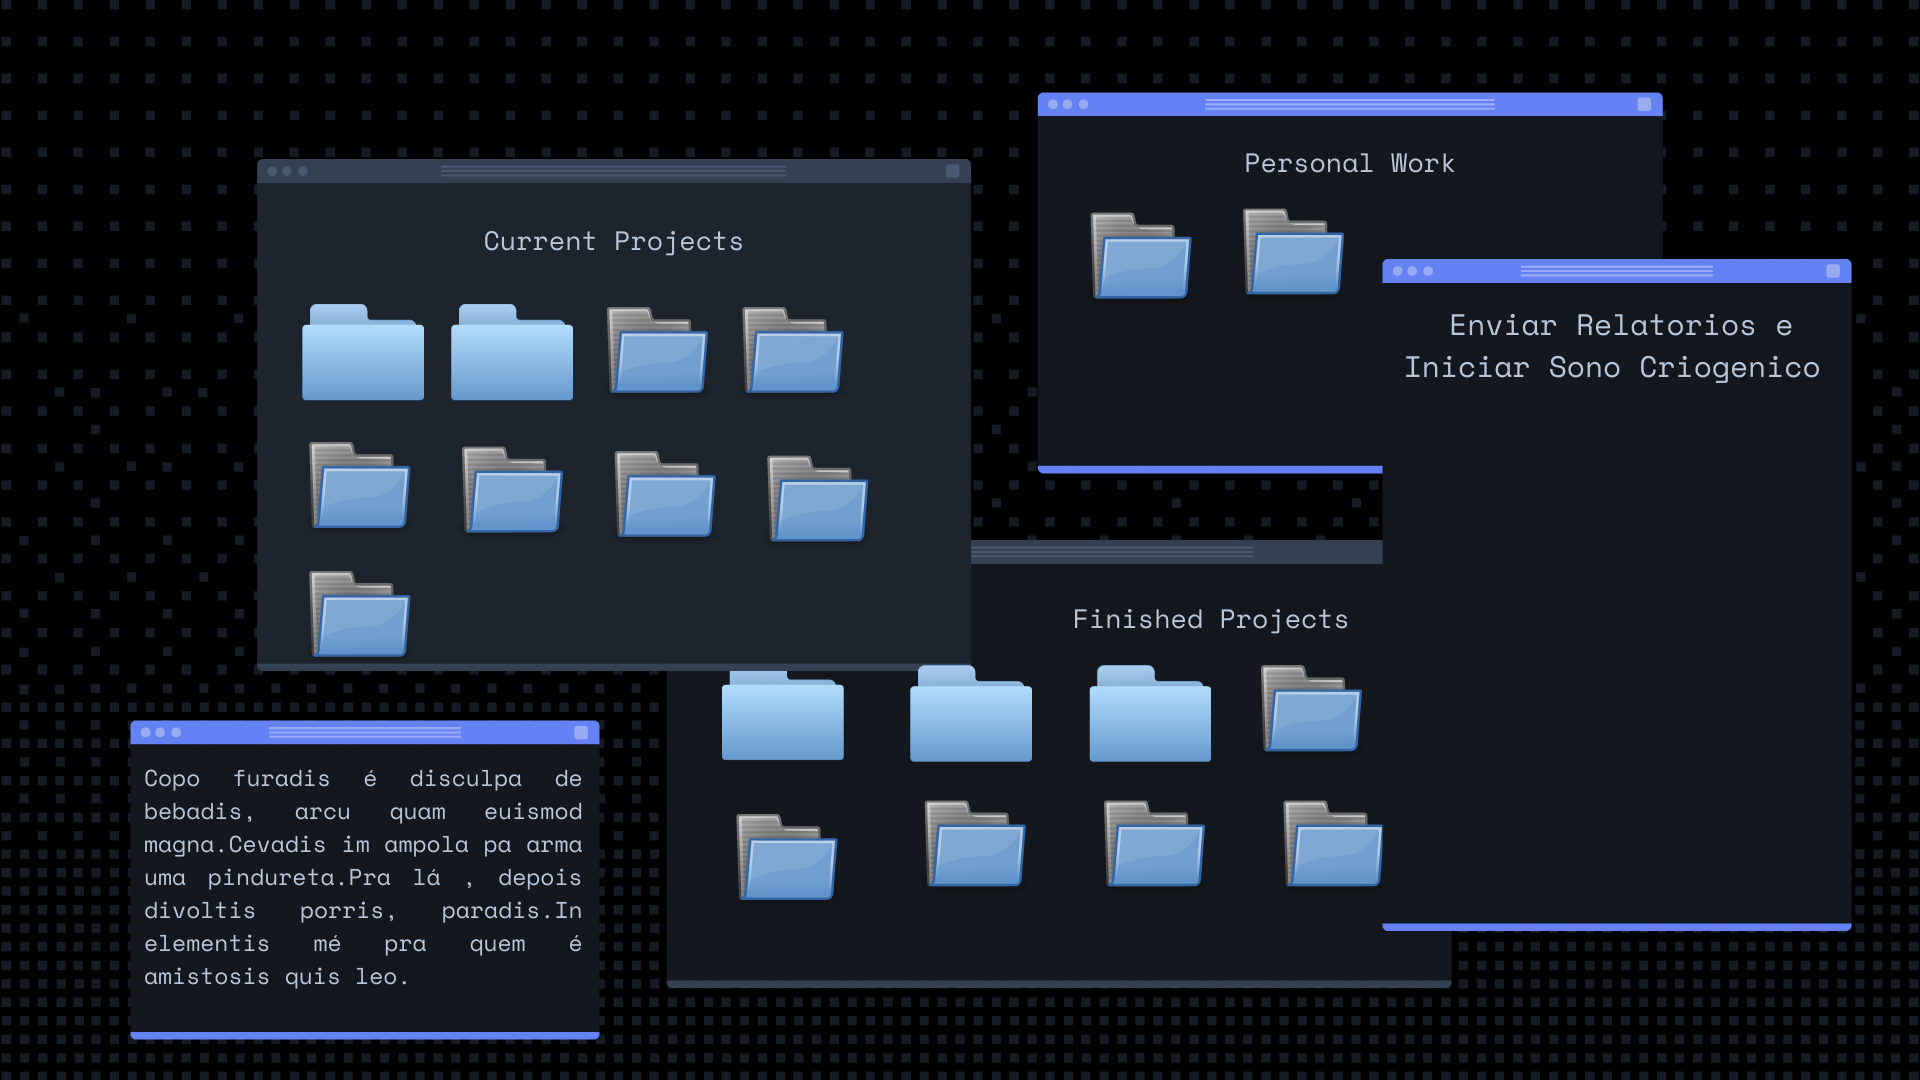 Personal Work
Current Projects
Enviar Relatorios e
Iniciar Sono Criogenico
Finished Projects
Copo furadis é disculpa de
bebadis, arcu quam euismod
magna.Cevadis im ampola pa arma
uma pindureta.Pra lá , depois
divoltis porris, paradis.In
elementis mé pra quem é
amistosis quis leo.